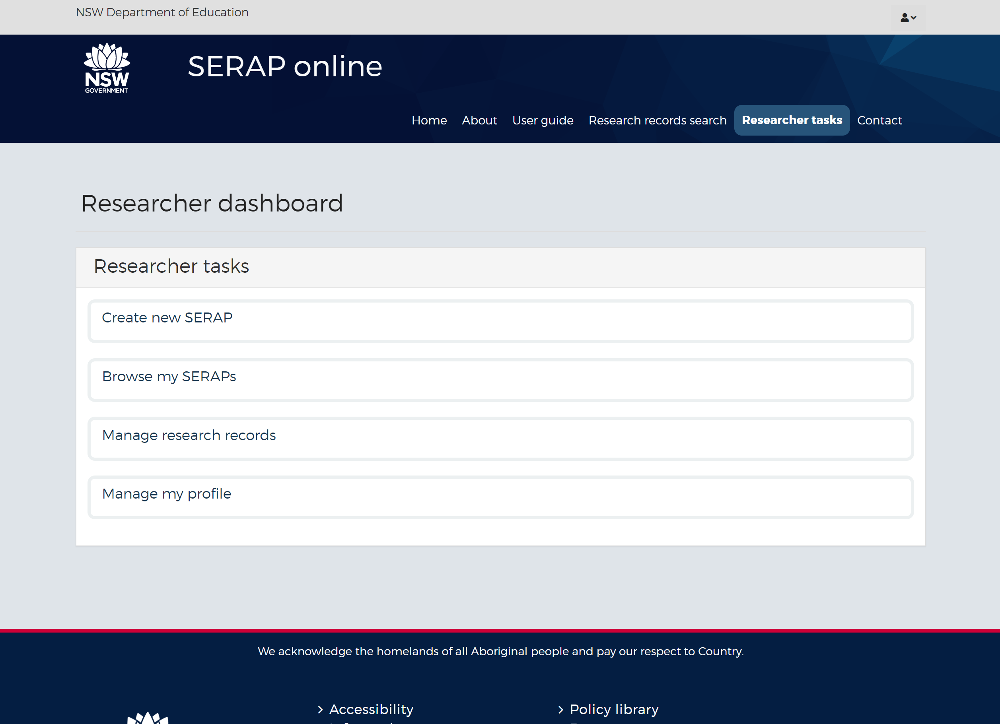 NSW Department of Education
NSW
GOVERNMENT
SERAP online
Home About User guide Research records search Researcher tasks Contact
Researcher dashboard
Researcher tasks
Create new SERAP
Browse my SERAPs
Manage research records
Manage my profile
We acknowledge the homelands of all Aboriginal people and pay our respect to Country.
Accessibility
Policy library